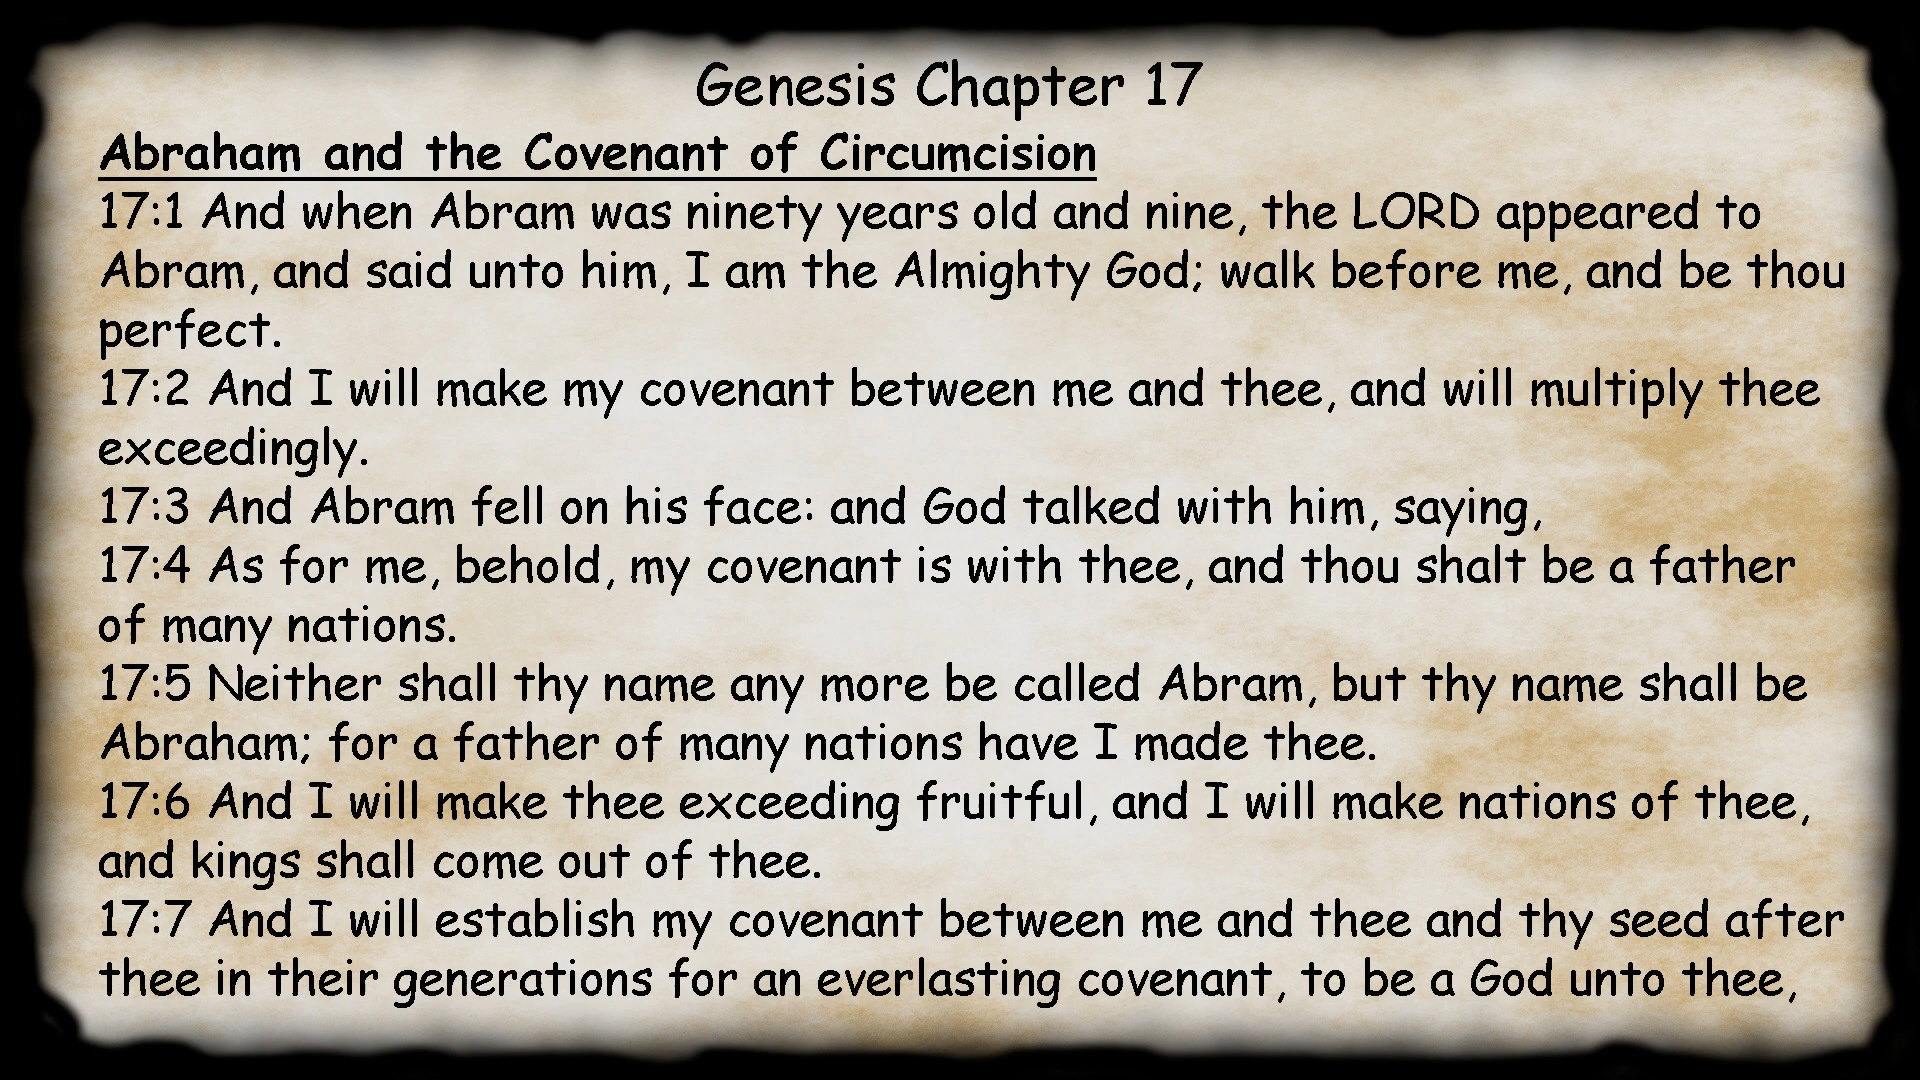 Genesis Chapter 17
Abraham and the Covenant of Circumcision
17:1 And when Abram was ninety years old and nine, the LORD appeared to
Abram, and said unto him, I am the Almighty God; walk before me, and be thou
perfect.
17:2 And I will make my covenant between me and thee, and will multiply thee
exceedingly.
17:3 And Abram fell on his face: and God talked with him, saying,
17:4 As for me, behold, my covenant is with thee, and thou shalt be a father
of many nations.
17:5 Neither shall thy name any more be called Abram, but thy name shall be
Abraham; for a father of many nations have I made thee.
17:6 And I will make thee exceeding fruitful, and I will make nations of thee,
and kings shall come out of thee.
17:7 And I will establish my covenant between me and thee and thy seed after
thee in their generations for an everlasting covenant, to be a God unto thee,